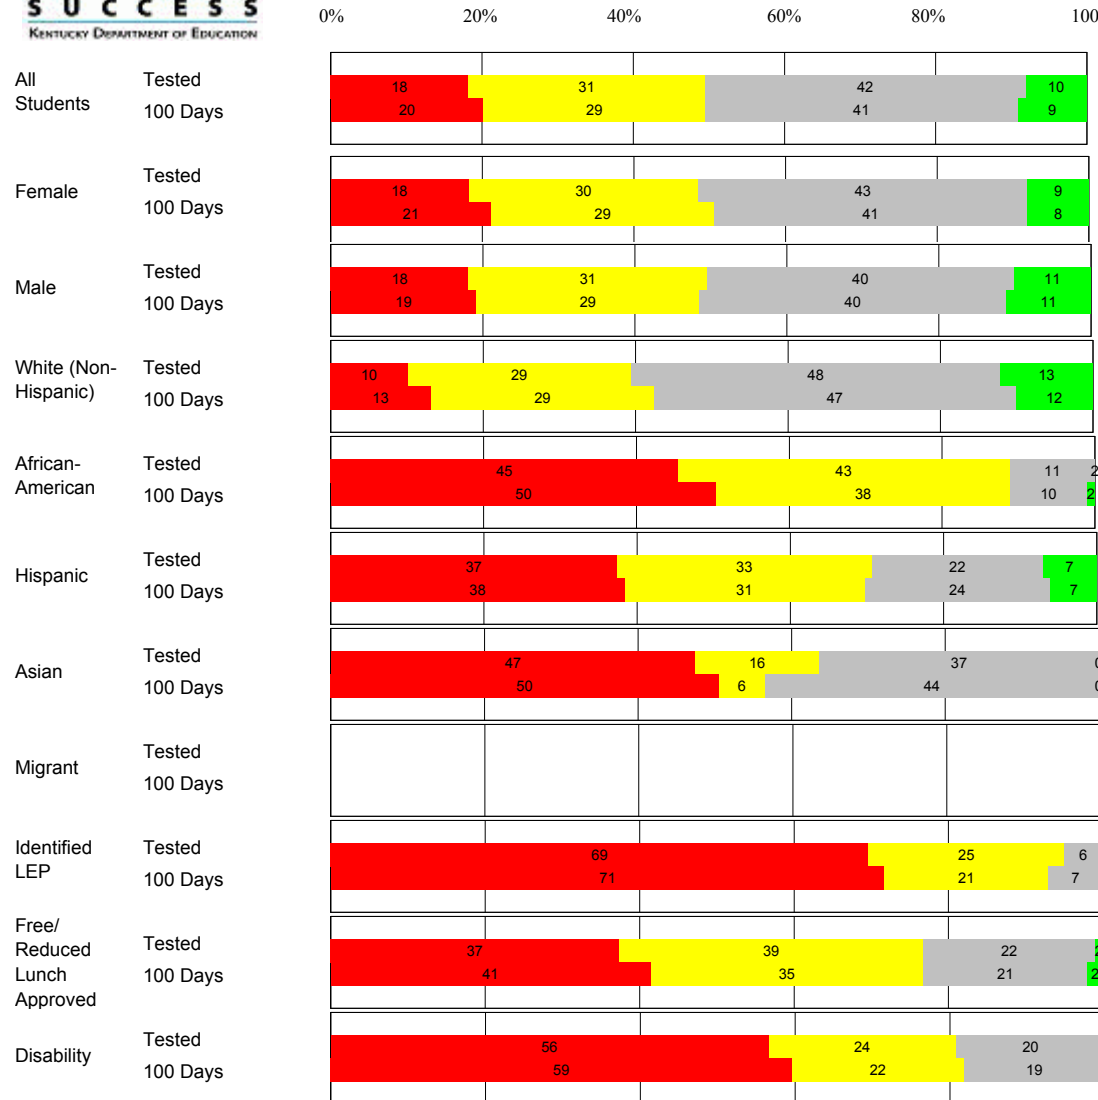 SUCCESS
KENTUCKY DEPARTMENT OF EDUCATION
0% 20% 40% 60% 80% 100
All Students
Tested 18 31 42 10
100 Days 20 29 41 9
Female
Tested 18 30 43 9
100 Days 21 29 41 8
Male
Tested 18 31 40 11
100 Days 19 29 40 11
White (Non-
Hispanic)
Tested 10 29 48 13
100 Days 13 29 47 12
African-
American
Tested 45 43 11 2
100 Days 50 38 10 2
Hispanic
Tested 37 33 22 7
100 Days 38 31 24 7
Asian
Tested 47 16 37 0
100 Days 50 6 44 0
Migrant
Tested
100 Days
Identified
LEP
Tested 69 25 6
100 Days 71 21 7
Free/
Reduced
Lunch
Approved
Tested 37 39 22 2
100 Days 41 35 21 2
Disability
Tested 56 24 20
100 Days 59 22 19